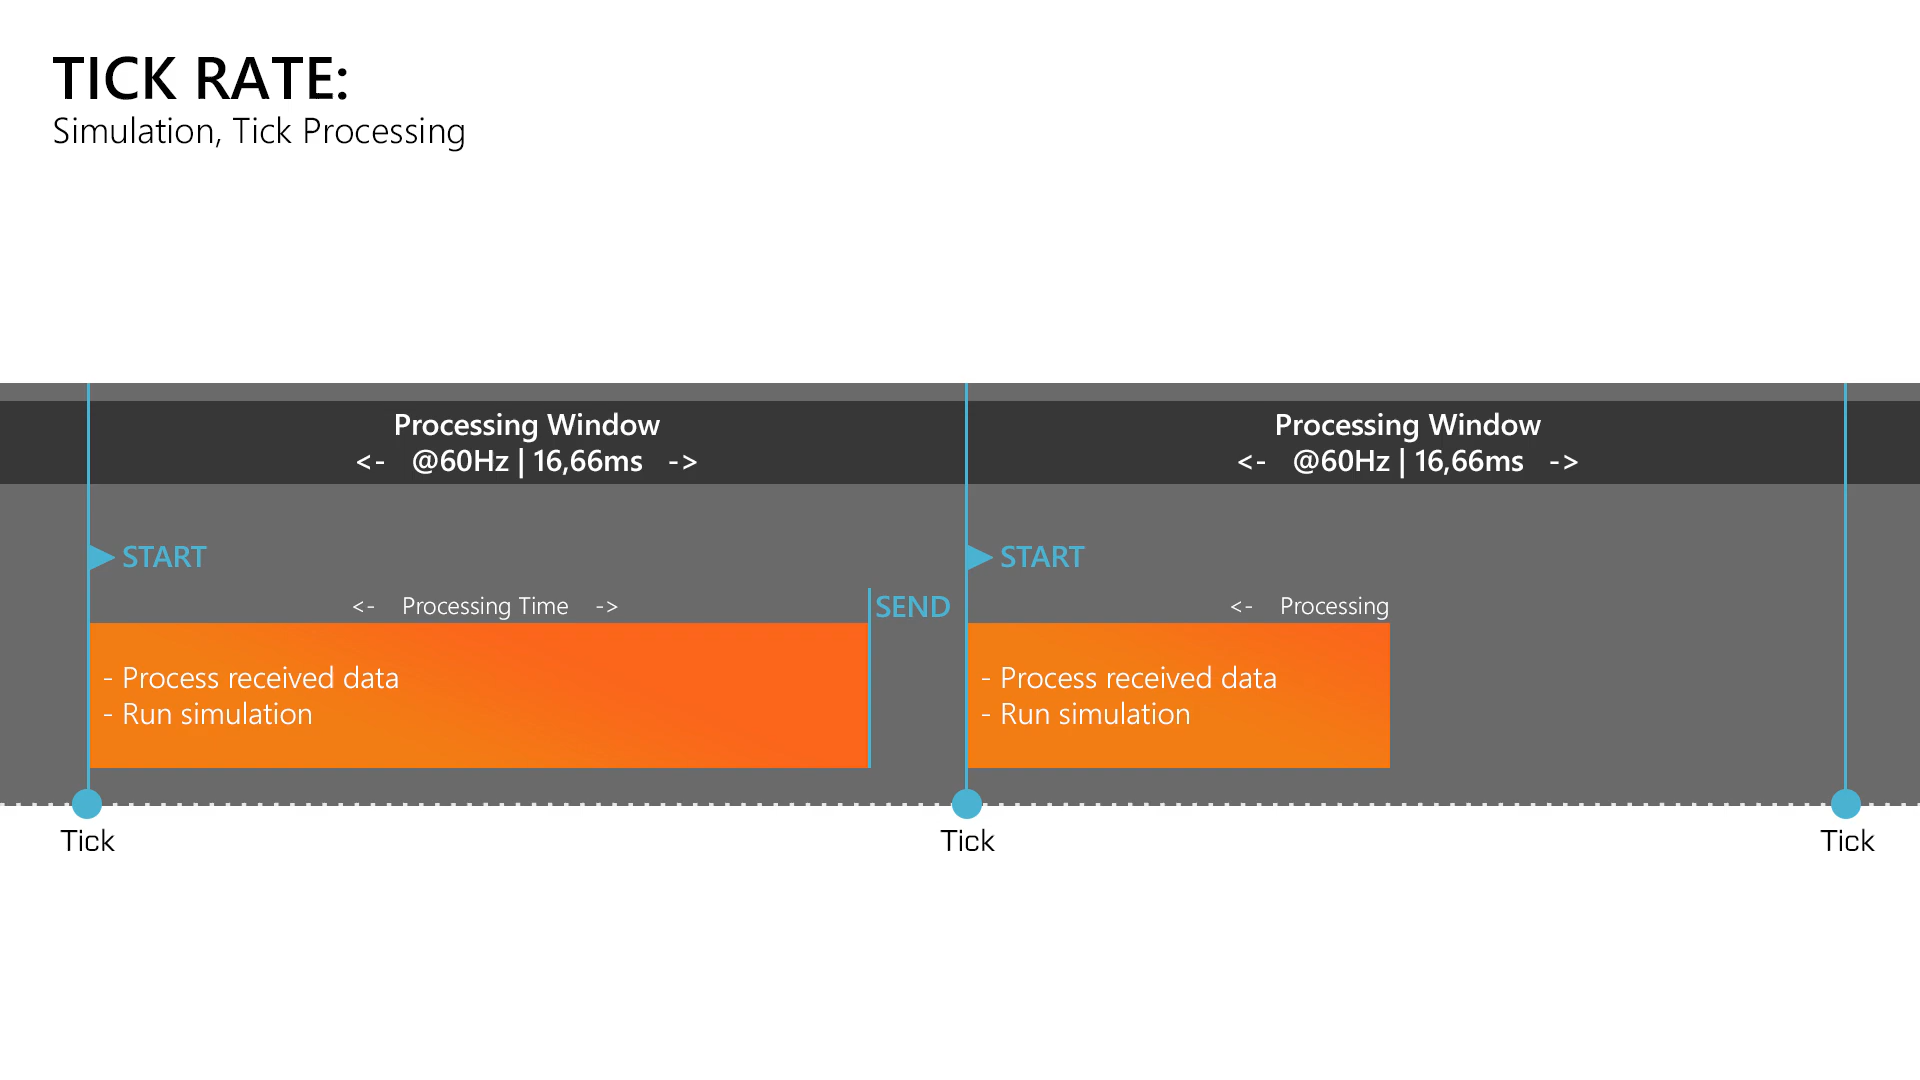 TICK RATE:
Simulation, Tick Processing
Processing Window
<- @60Hz | 16,66ms ->
Processing Window
<- @60Hz | 16,66ms ->
START
START
<- Processing Time ->
SEND
<- Processing
- Process received data
- Run simulation
- Process received data
- Run simulation
Tick
Tick
Tick